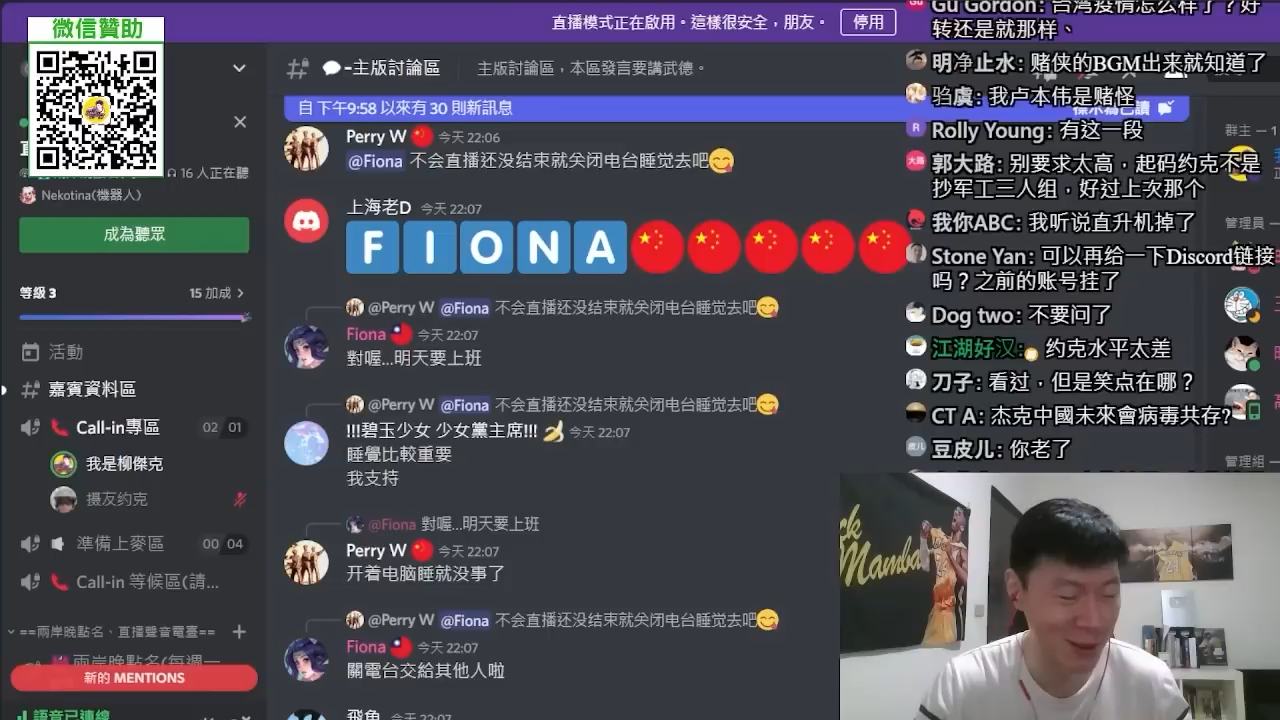 直播模式正在啟用。這樣很安全，朋友。
停用
微信贊助
16 人正在聽
Nekotina(機器人)
成為聽眾
等級 3
15 加成
活動
嘉賓資料區
Call-in專區
02 01
我是柳傑克
摄友约克
準備上麥區
00 04
Call-in 等候區(請...
==兩岸晚點名、直播聲音電臺==
兩岸晚點名(每週一
新的 MENTIONS
語音已連線
-主版討論區
主版討論區，本區發言要講武德。
自 下午9:58 以來有 30 則新訊息
Perry W 今天 22:06
@Fiona 不会直播还没结束就关闭电台睡觉去吧
上海老D 今天 22:07
F I O N A
@Perry W @Fiona 不会直播还没结束就关闭电台睡觉去吧
Fiona 今天 22:07
對喔...明天要上班
@Perry W @Fiona 不会直播还没结束就关闭电台睡觉去吧
!!!碧玉少女 少女黨主席!!! 今天 22:07
睡覺比較重要
我支持
@Fiona 對喔...明天要上班
Perry W 今天 22:07
开着电脑睡就没事了
@Perry W @Fiona 不会直播还没结束就关闭电台睡觉去吧
Fiona 今天 22:07
關電台交給其他人啦
飛魚 今天 22:07
Gu Gordon: 台湾疫情怎么样了？好
转还是就那样、
明净止水: 赌侠的BGM出来就知道了
驺虞: 我卢本伟是赌怪
Rolly Young: 有这一段
郭大路: 别要求太高，起码约克不是
抄军工三人组，好过上次那个
我你ABC: 我听说直升机掉了
Stone Yan: 可以再给一下Discord链接
吗？之前的账号挂了
Dog two: 不要问了
江湖好汉: 约克水平太差
刀子: 看过，但是笑点在哪？
CT A: 杰克中國未來會病毒共存?
豆皮儿: 你老了
群主 — 1
管理員
管理組
ck
Mamba